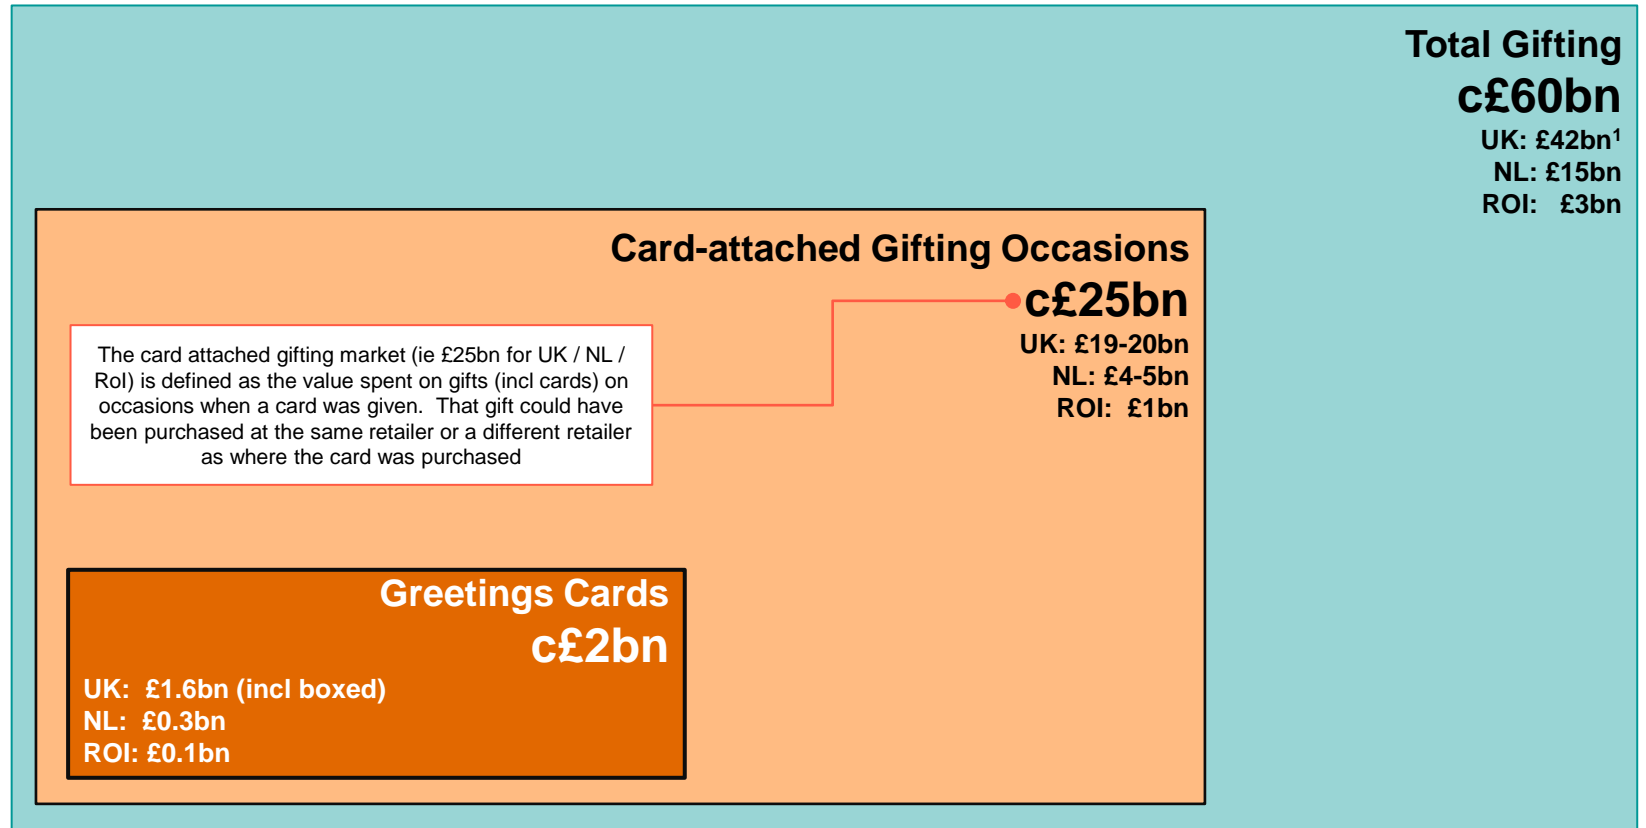 Total Gifting
c£60bn
UK: £42bn¹
NL: £15bn
ROI: £3bn
Card-attached Gifting Occasions
c£25bn
UK: £19-20bn
NL: £4-5bn
ROI: £1bn
The card attached gifting market (ie £25bn for UK / NL /
RoI) is defined as the value spent on gifts (incl cards) on
occasions when a card was given. That gift could have
been purchased at the same retailer or a different retailer
as where the card was purchased
Greetings Cards
c£2bn
UK: £1.6bn (incl boxed)
NL: £0.3bn
ROI: £0.1bn